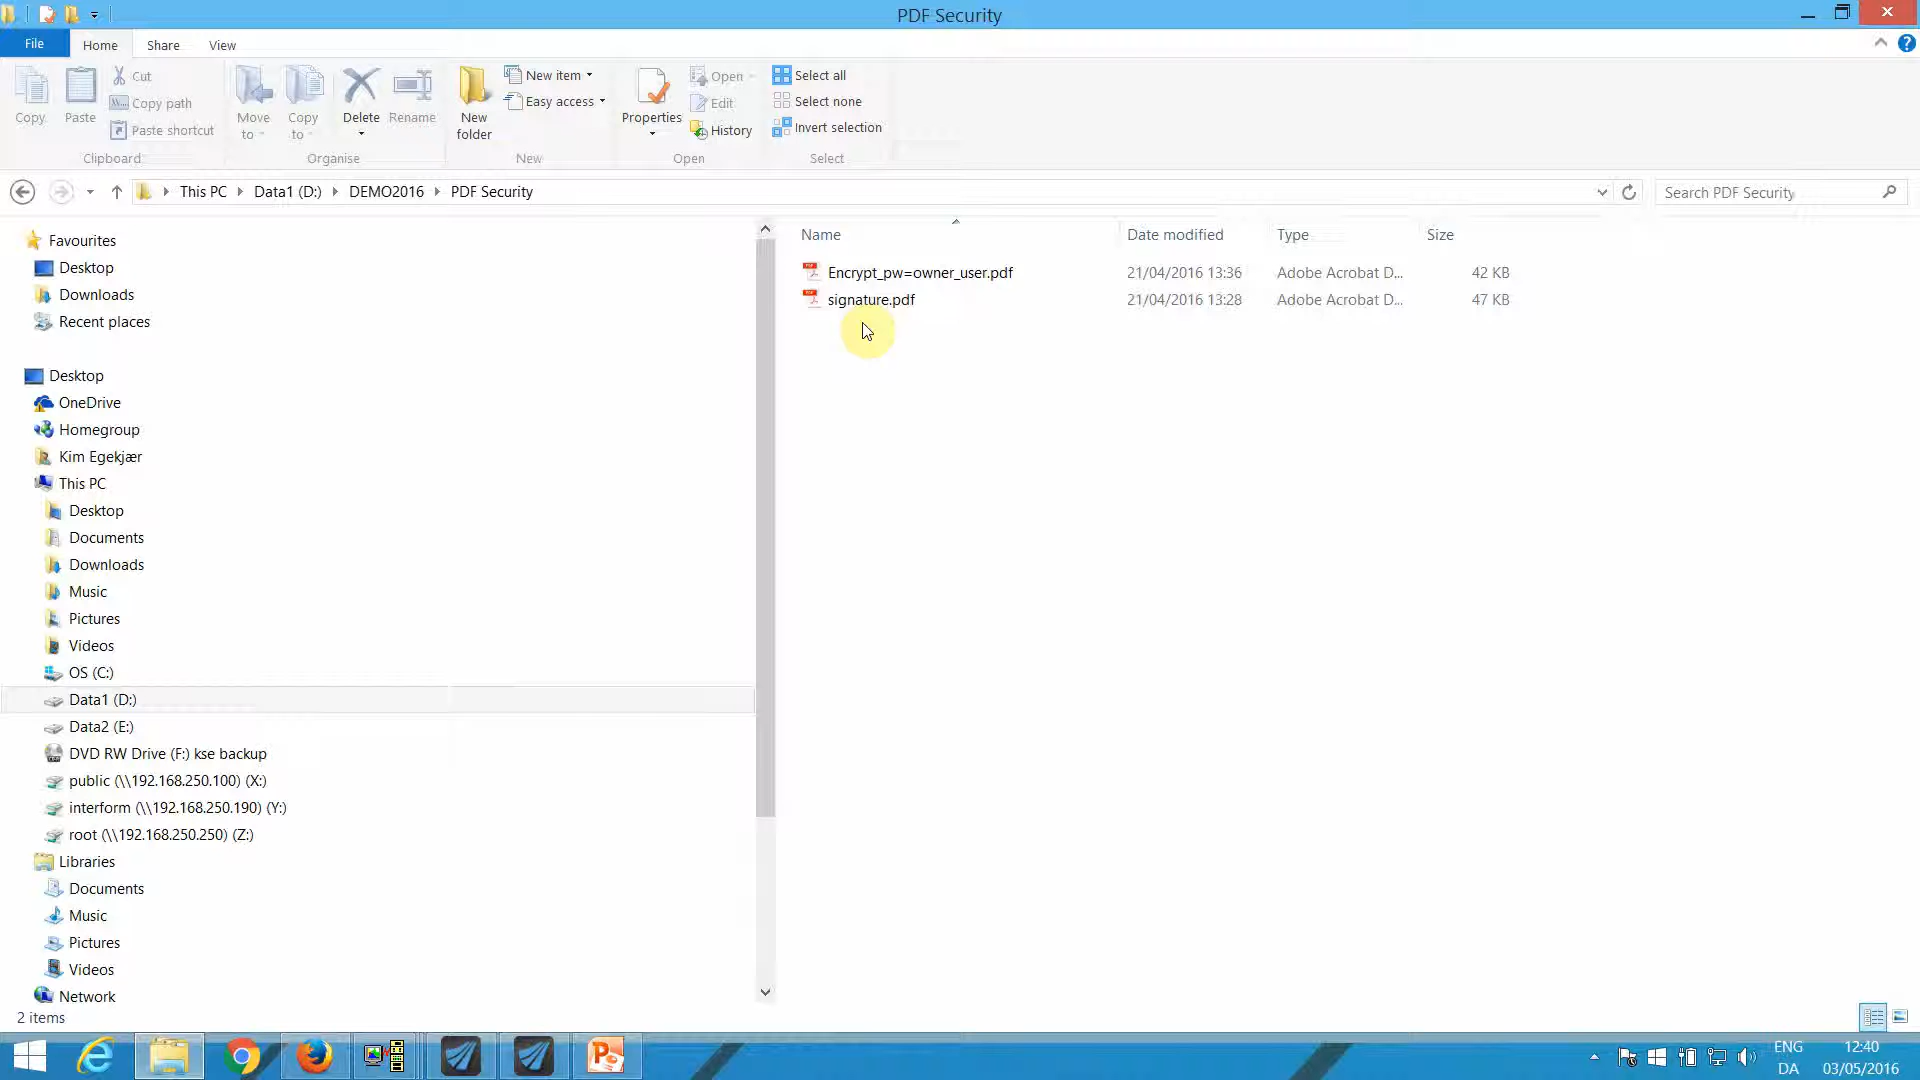 PDF Security
File
Home
Share
View
Copy
Paste
Cut
Copy path
Paste shortcut
Clipboard
Move to
Copy to
Delete
Rename
Organise
New folder
New item
Easy access
New
Properties
Open
Edit
History
Open
Select all
Select none
Invert selection
Select
This PC
Data1 (D:)
DEMO2016
PDF Security
Search PDF Security
Name
Date modified
Type
Size
Encrypt_pw=owner_user.pdf 21/04/2016 13:36 Adobe Acrobat D... 42 KB
signature.pdf 21/04/2016 13:28 Adobe Acrobat D... 47 KB
Favourites
Desktop
Downloads
Recent places
Desktop
OneDrive
Homegroup
Kim Egekjær
This PC
Desktop
Documents
Downloads
Music
Pictures
Videos
OS (C:)
Data1 (D:)
Data2 (E:)
DVD RW Drive (F:) kse backup
public (\\192.168.250.100) (X:)
interform (\\192.168.250.190) (Y:)
root (\\192.168.250.250) (Z:)
Libraries
Documents
Music
Pictures
Videos
Network
2 items
ENG
DA
12:40
03/05/2016